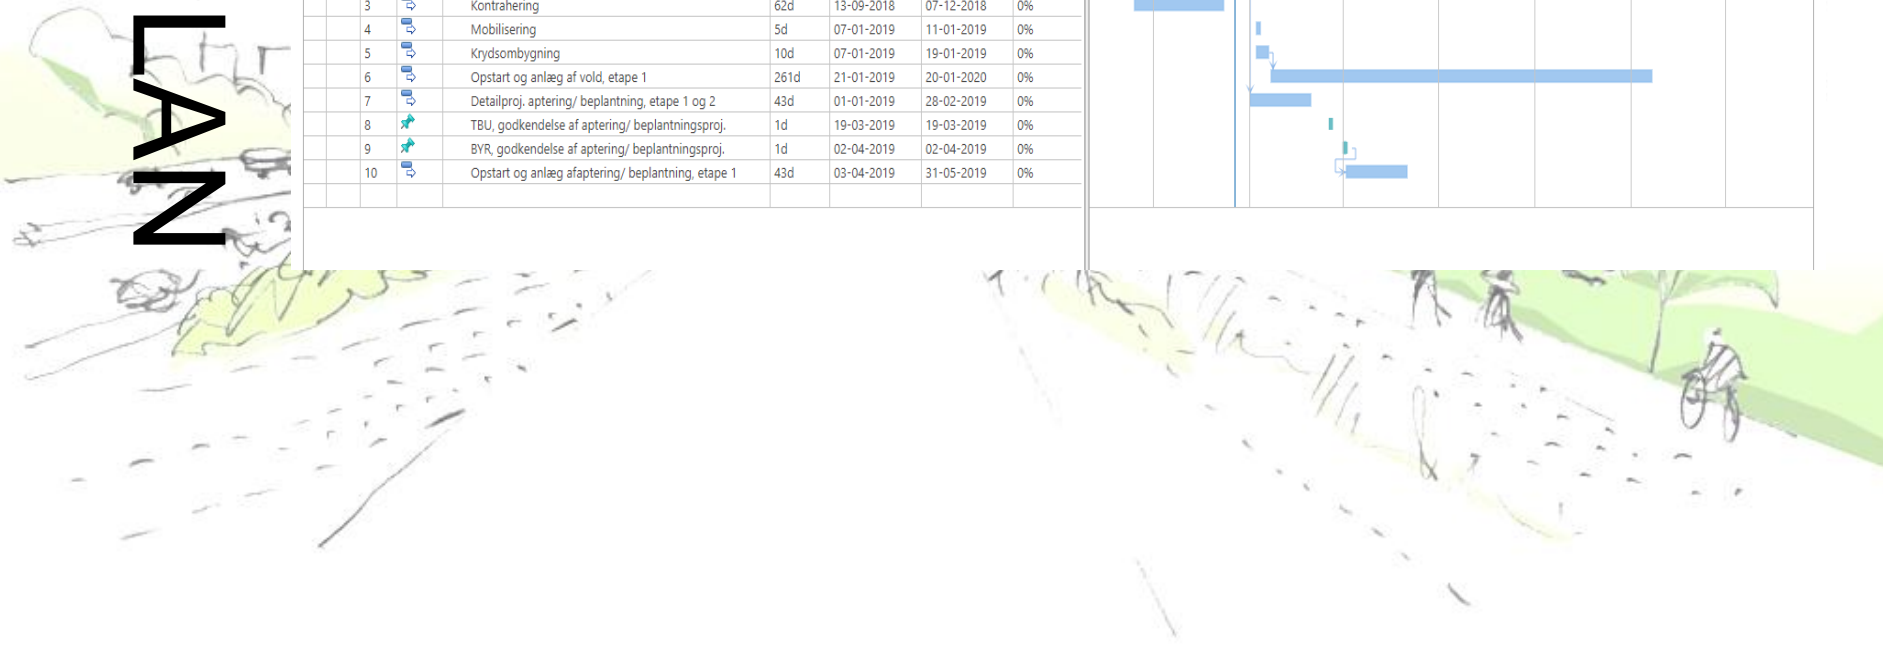 LAN
3 Kontrahering 62d 13-09-2018 07-12-2018 0%
4 Mobilisering 5d 07-01-2019 11-01-2019 0%
5 Krydsombygning 10d 07-01-2019 19-01-2019 0%
6 Opstart og anlæg af vold, etape 1 261d 21-01-2019 20-01-2020 0%
7 Detailproj. aptering/ beplantning, etape 1 og 2 43d 01-01-2019 28-02-2019 0%
8 TBU, godkendelse af aptering/ beplantningsproj. 1d 19-03-2019 19-03-2019 0%
9 BYR, godkendelse af aptering/ beplantningsproj. 1d 02-04-2019 02-04-2019 0%
10 Opstart og anlæg afaptering/ beplantning, etape 1 43d 03-04-2019 31-05-2019 0%